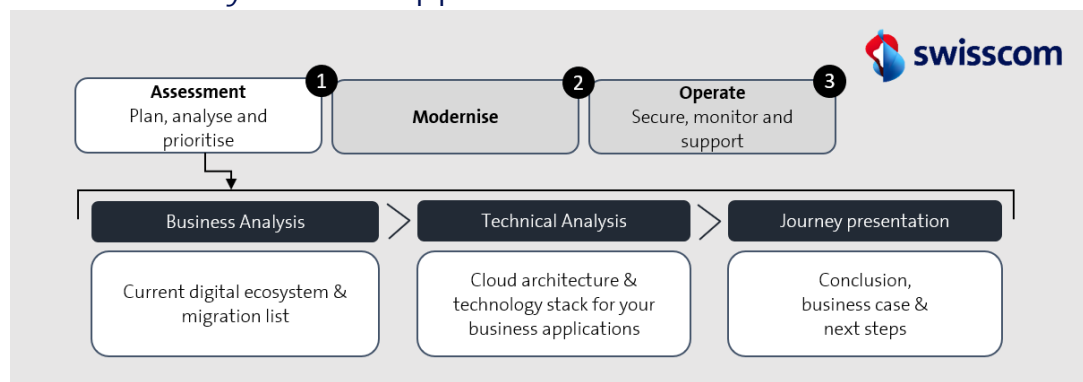 swisscom
1
Assessment
Plan, analyse and
prioritise
2
Modernise
3
Operate
Secure, monitor and
support
Business Analysis
Technical Analysis
Journey presentation
Current digital ecosystem &
migration list
Cloud architecture &
technology stack for your
business applications
Conclusion,
business case &
next steps